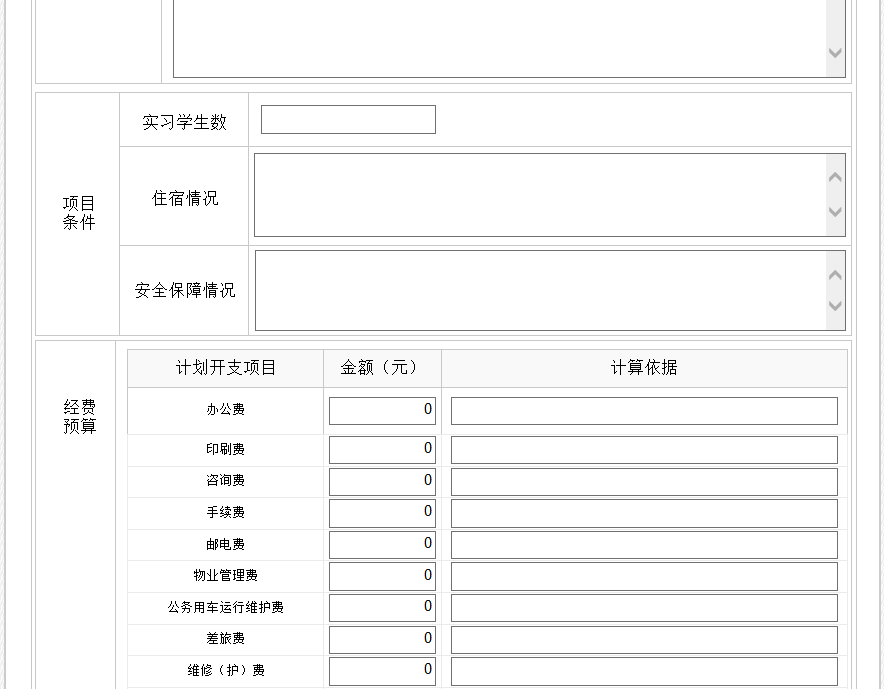 实习学生数
项目
条件
住宿情况
安全保障情况
经费
预算
计划开支项目 金额（元） 计算依据
办公费 0
印刷费 0
咨询费 0
手续费 0
邮电费 0
物业管理费 0
公务用车运行维护费 0
差旅费 0
维修（护）费 0